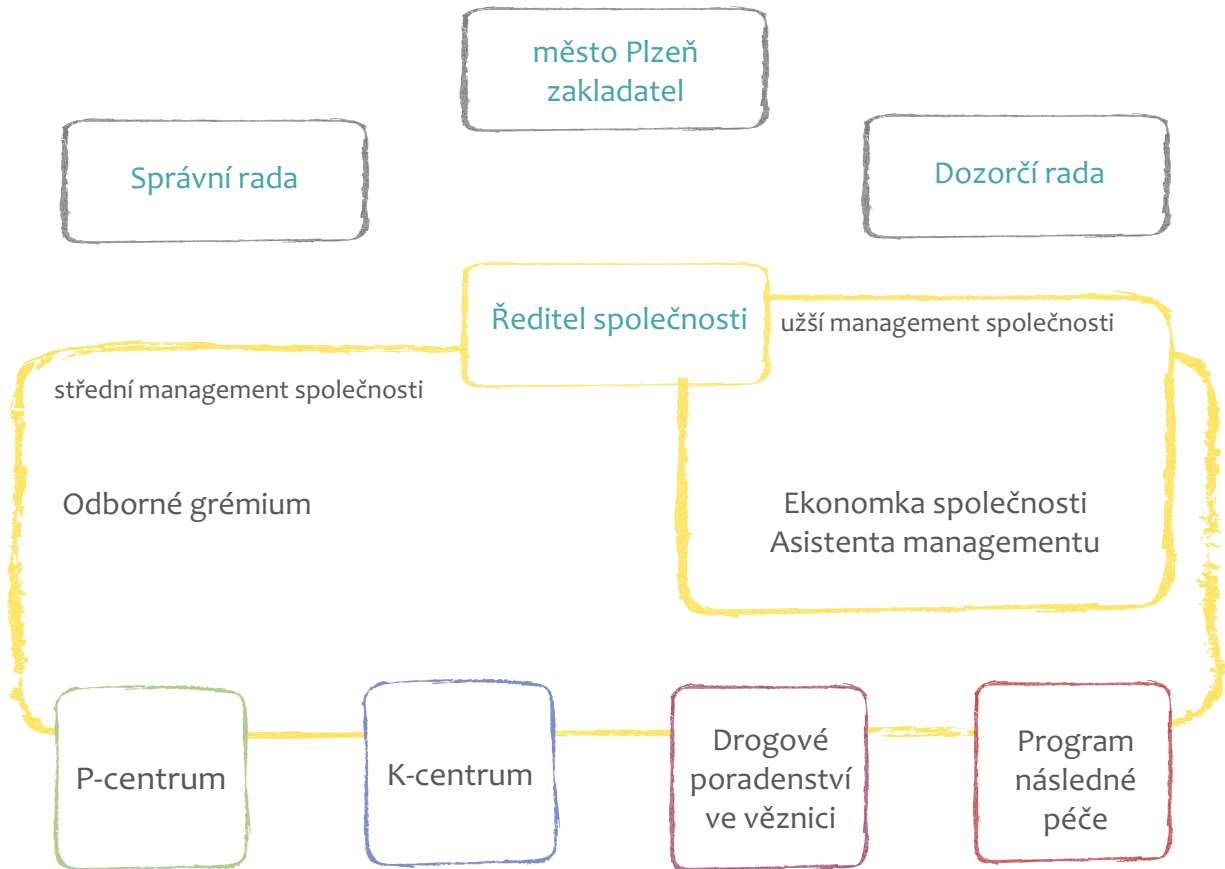 město Plzeň
zakladatel
Správní rada
Dozorčí rada
Ředitel společnosti
užší management společnosti
střední management společnosti
Odborné grémium
Ekonomka společnosti
Asistenta managementu
P-centrum
K-centrum
Drogové
poradenství
ve věznici
Program
následné
péče